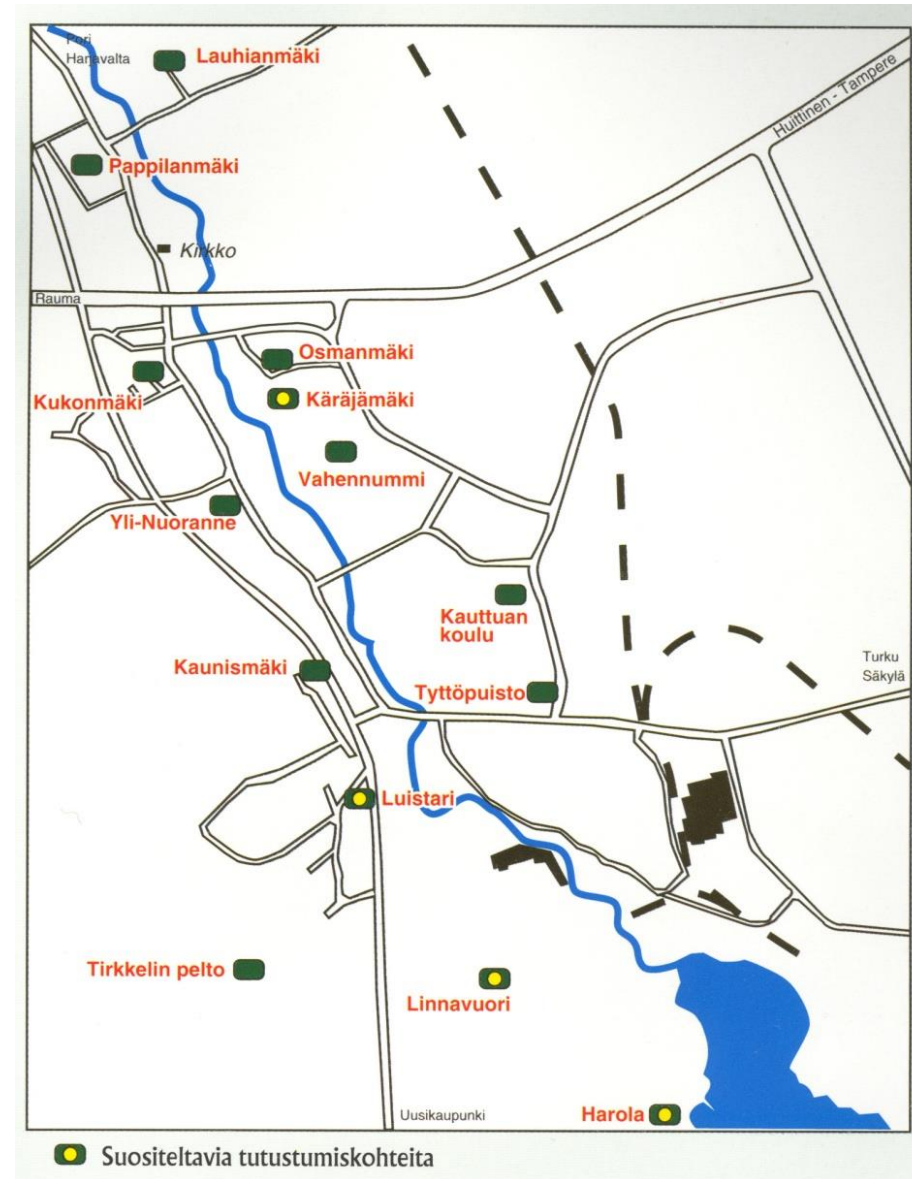 Pori
Harjavalta
Lauhianmäki
Huittinen - Tampere
Pappilanmäki
Kirkko
Rauma
Osmanmäki
Kukonmäki
Käräjämäki
Vahennummi
Yli-Nuoranne
Kauttuan
koulu
Kaunismäki
Turku
Säkylä
Tyttöpuisto
Luistari
Tirkkelin pelto
Linnavuori
Uusikaupunki
Harola
Suositeltavia tutustumiskohteita